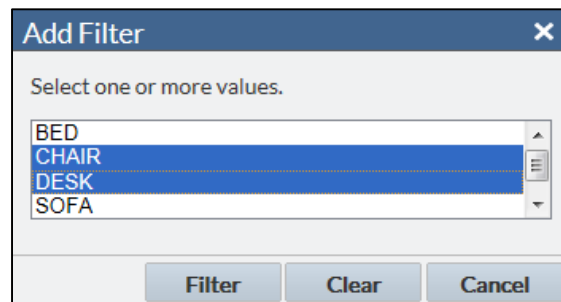 Add Filter
Select one or more values.
BED
CHAIR
DESK
SOFA
Filter Clear Cancel